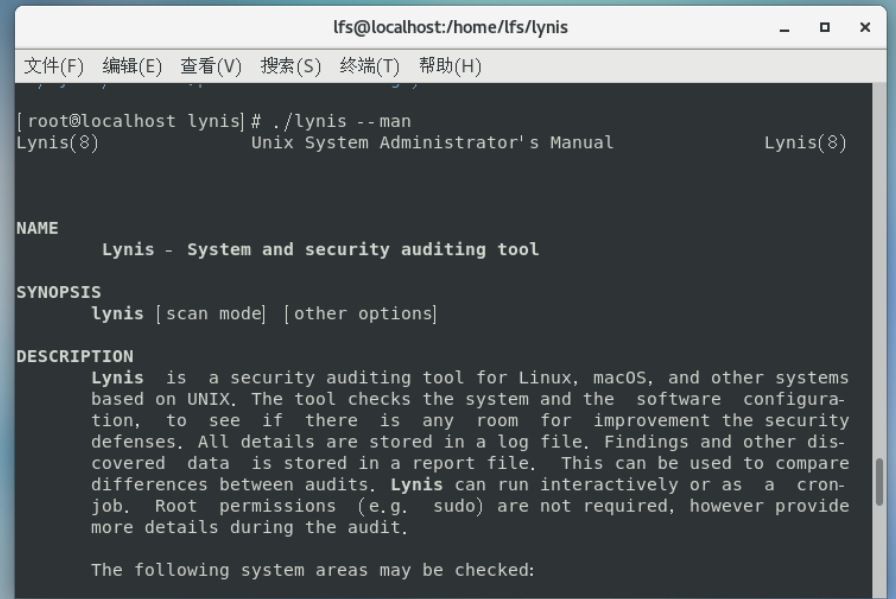 lfs@localhost:/home/lfs/lynis
文件(F) 编辑(E) 查看(V) 搜索(S) 终端(T) 帮助(H)
[root@localhost lynis]# ./lynis --man
Lynis(8) Unix System Administrator's Manual Lynis(8)
NAME
Lynis - System and security auditing tool
SYNOPSIS
lynis [scan mode] [other options]
DESCRIPTION
Lynis is a security auditing tool for Linux, macOS, and other systems
based on UNIX. The tool checks the system and the software configura-
tion, to see if there is any room for improvement the security
defenses. All details are stored in a log file. Findings and other dis-
covered data is stored in a report file. This can be used to compare
differences between audits. Lynis can run interactively or as a cron-
job. Root permissions (e.g. sudo) are not required, however provide
more details during the audit.
The following system areas may be checked: